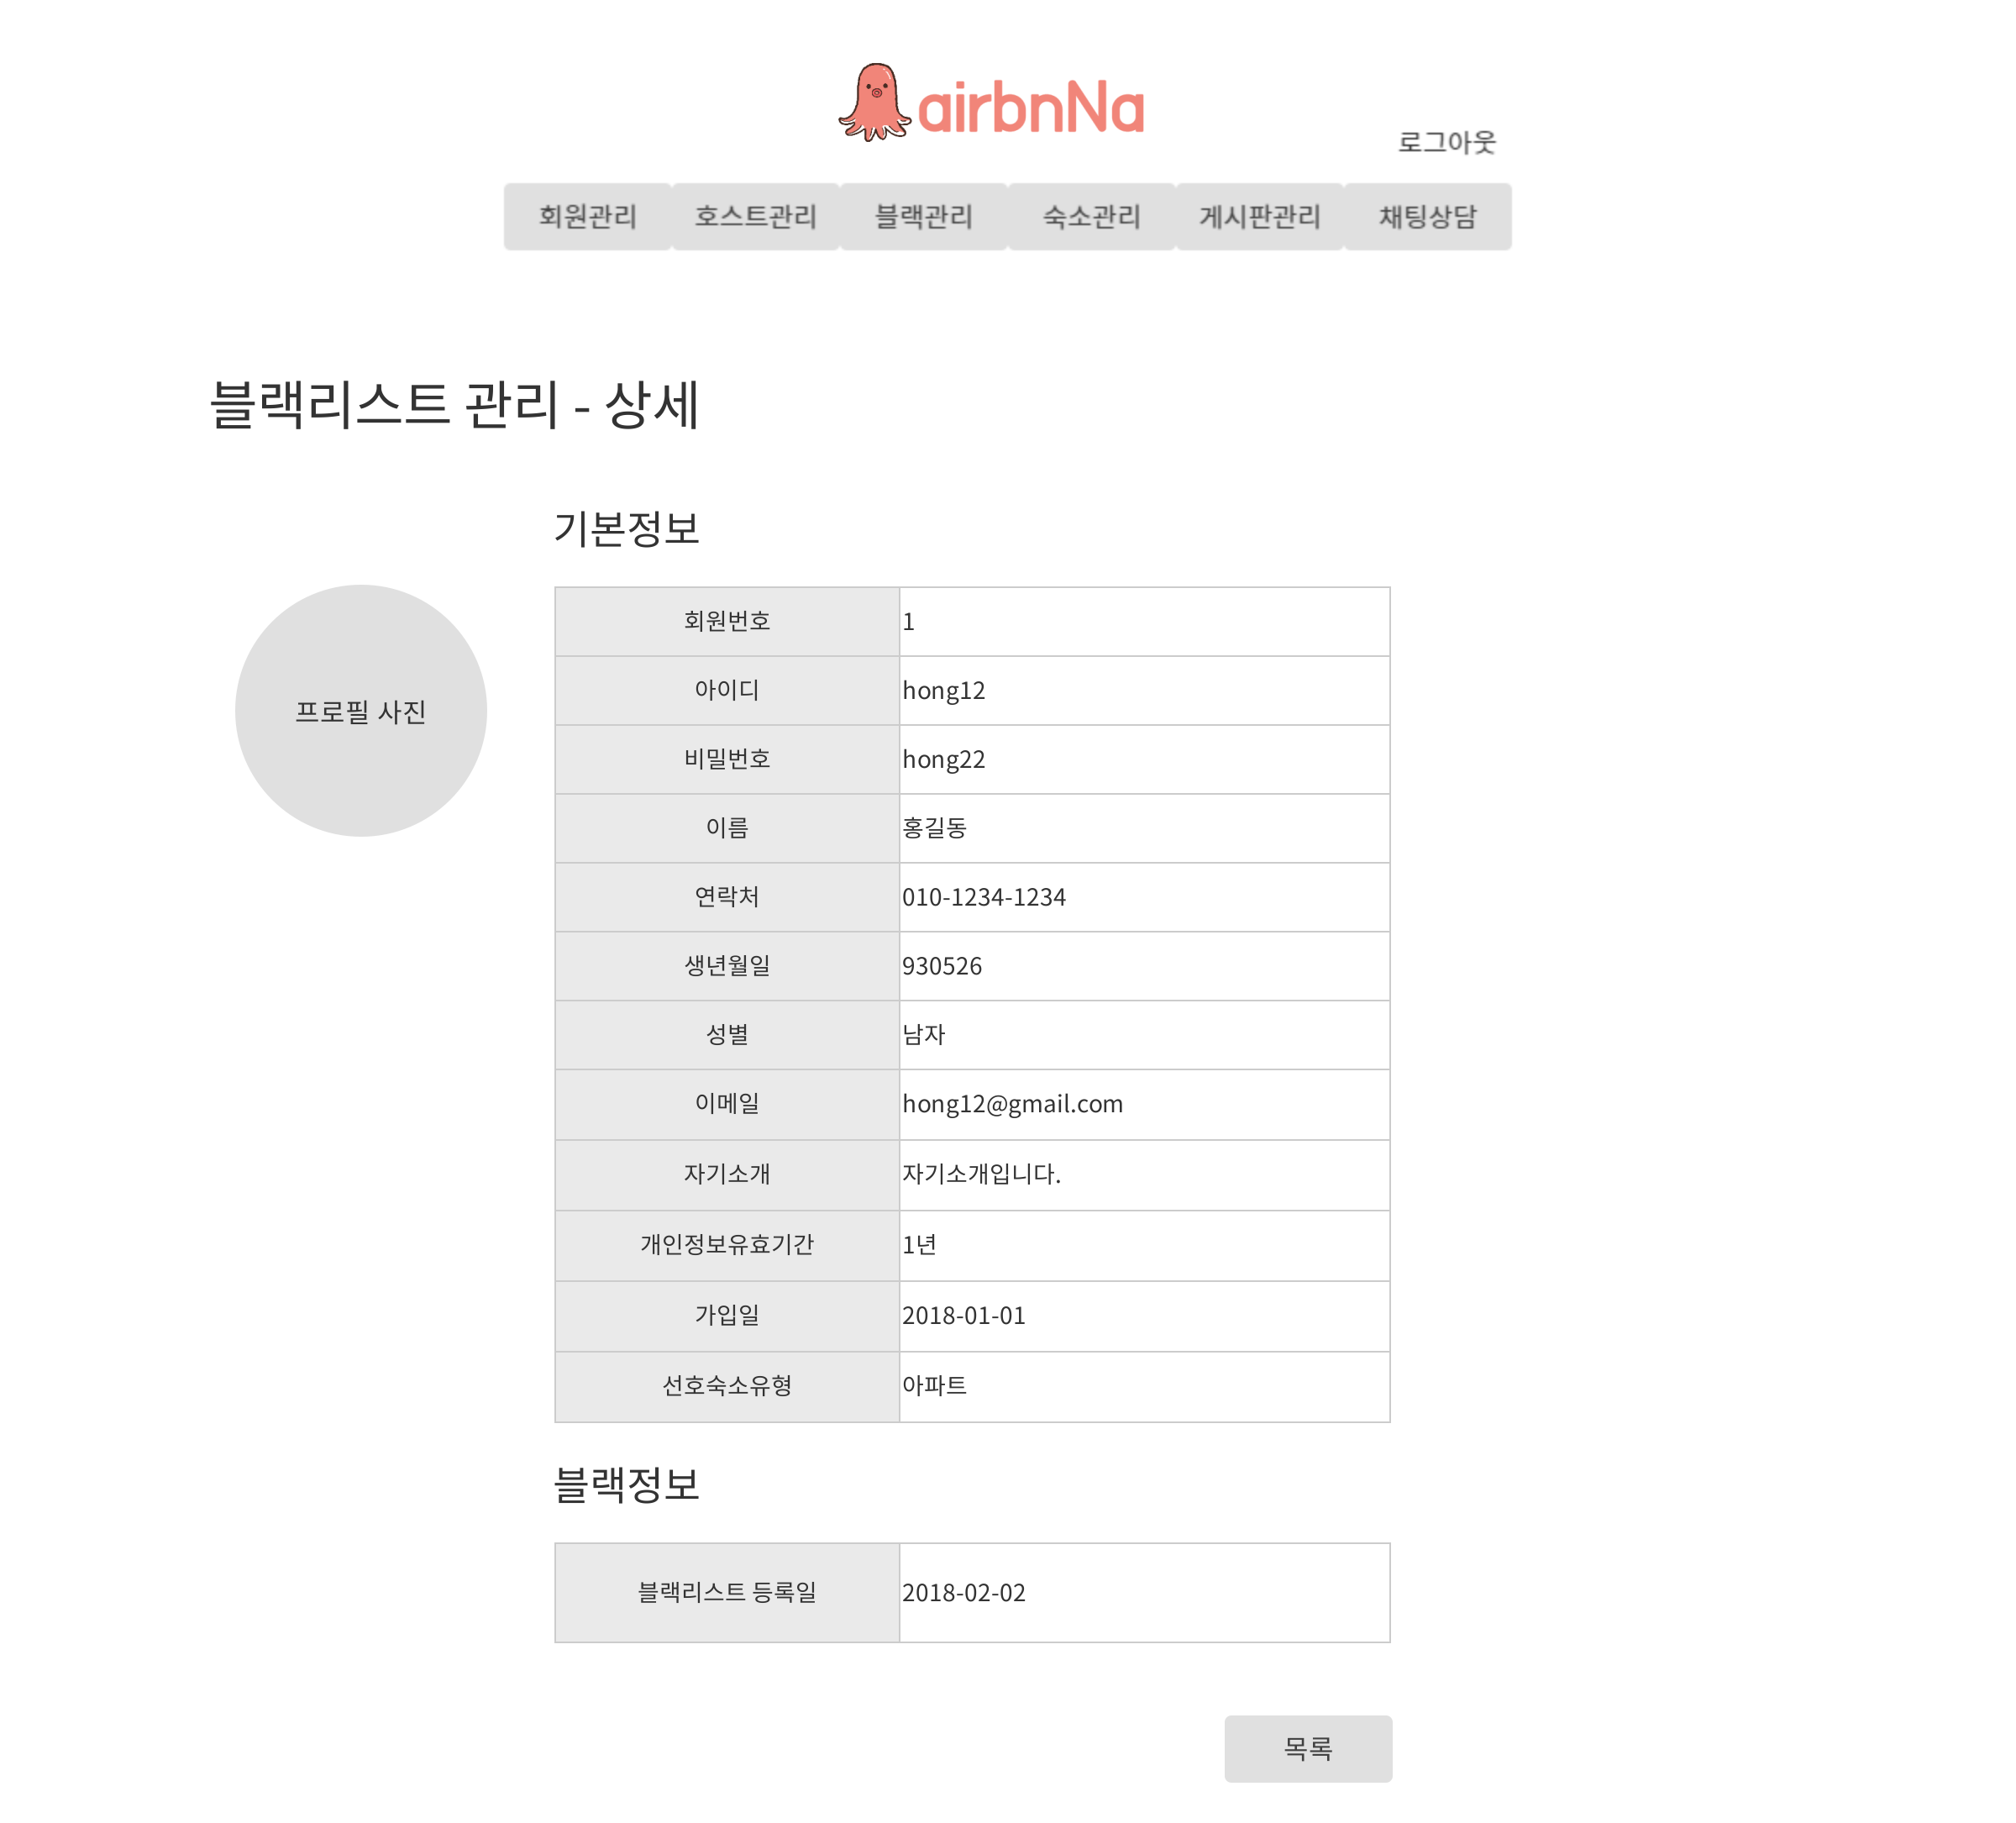 airbnNa
로그아웃
회원관리 호스트관리 블랙관리 숙소관리 게시판관리 채팅상담
블랙리스트 관리 - 상세
기본정보
프로필 사진
회원번호 1
아이디 hong12
비밀번호 hong22
이름 홍길동
연락처 010-1234-1234
생년월일 930526
성별 남자
이메일 hong12@gmail.com
자기소개 자기소개입니다.
개인정보유효기간 1년
가입일 2018-01-01
선호숙소유형 아파트
블랙정보
블랙리스트 등록일 2018-02-02
목록